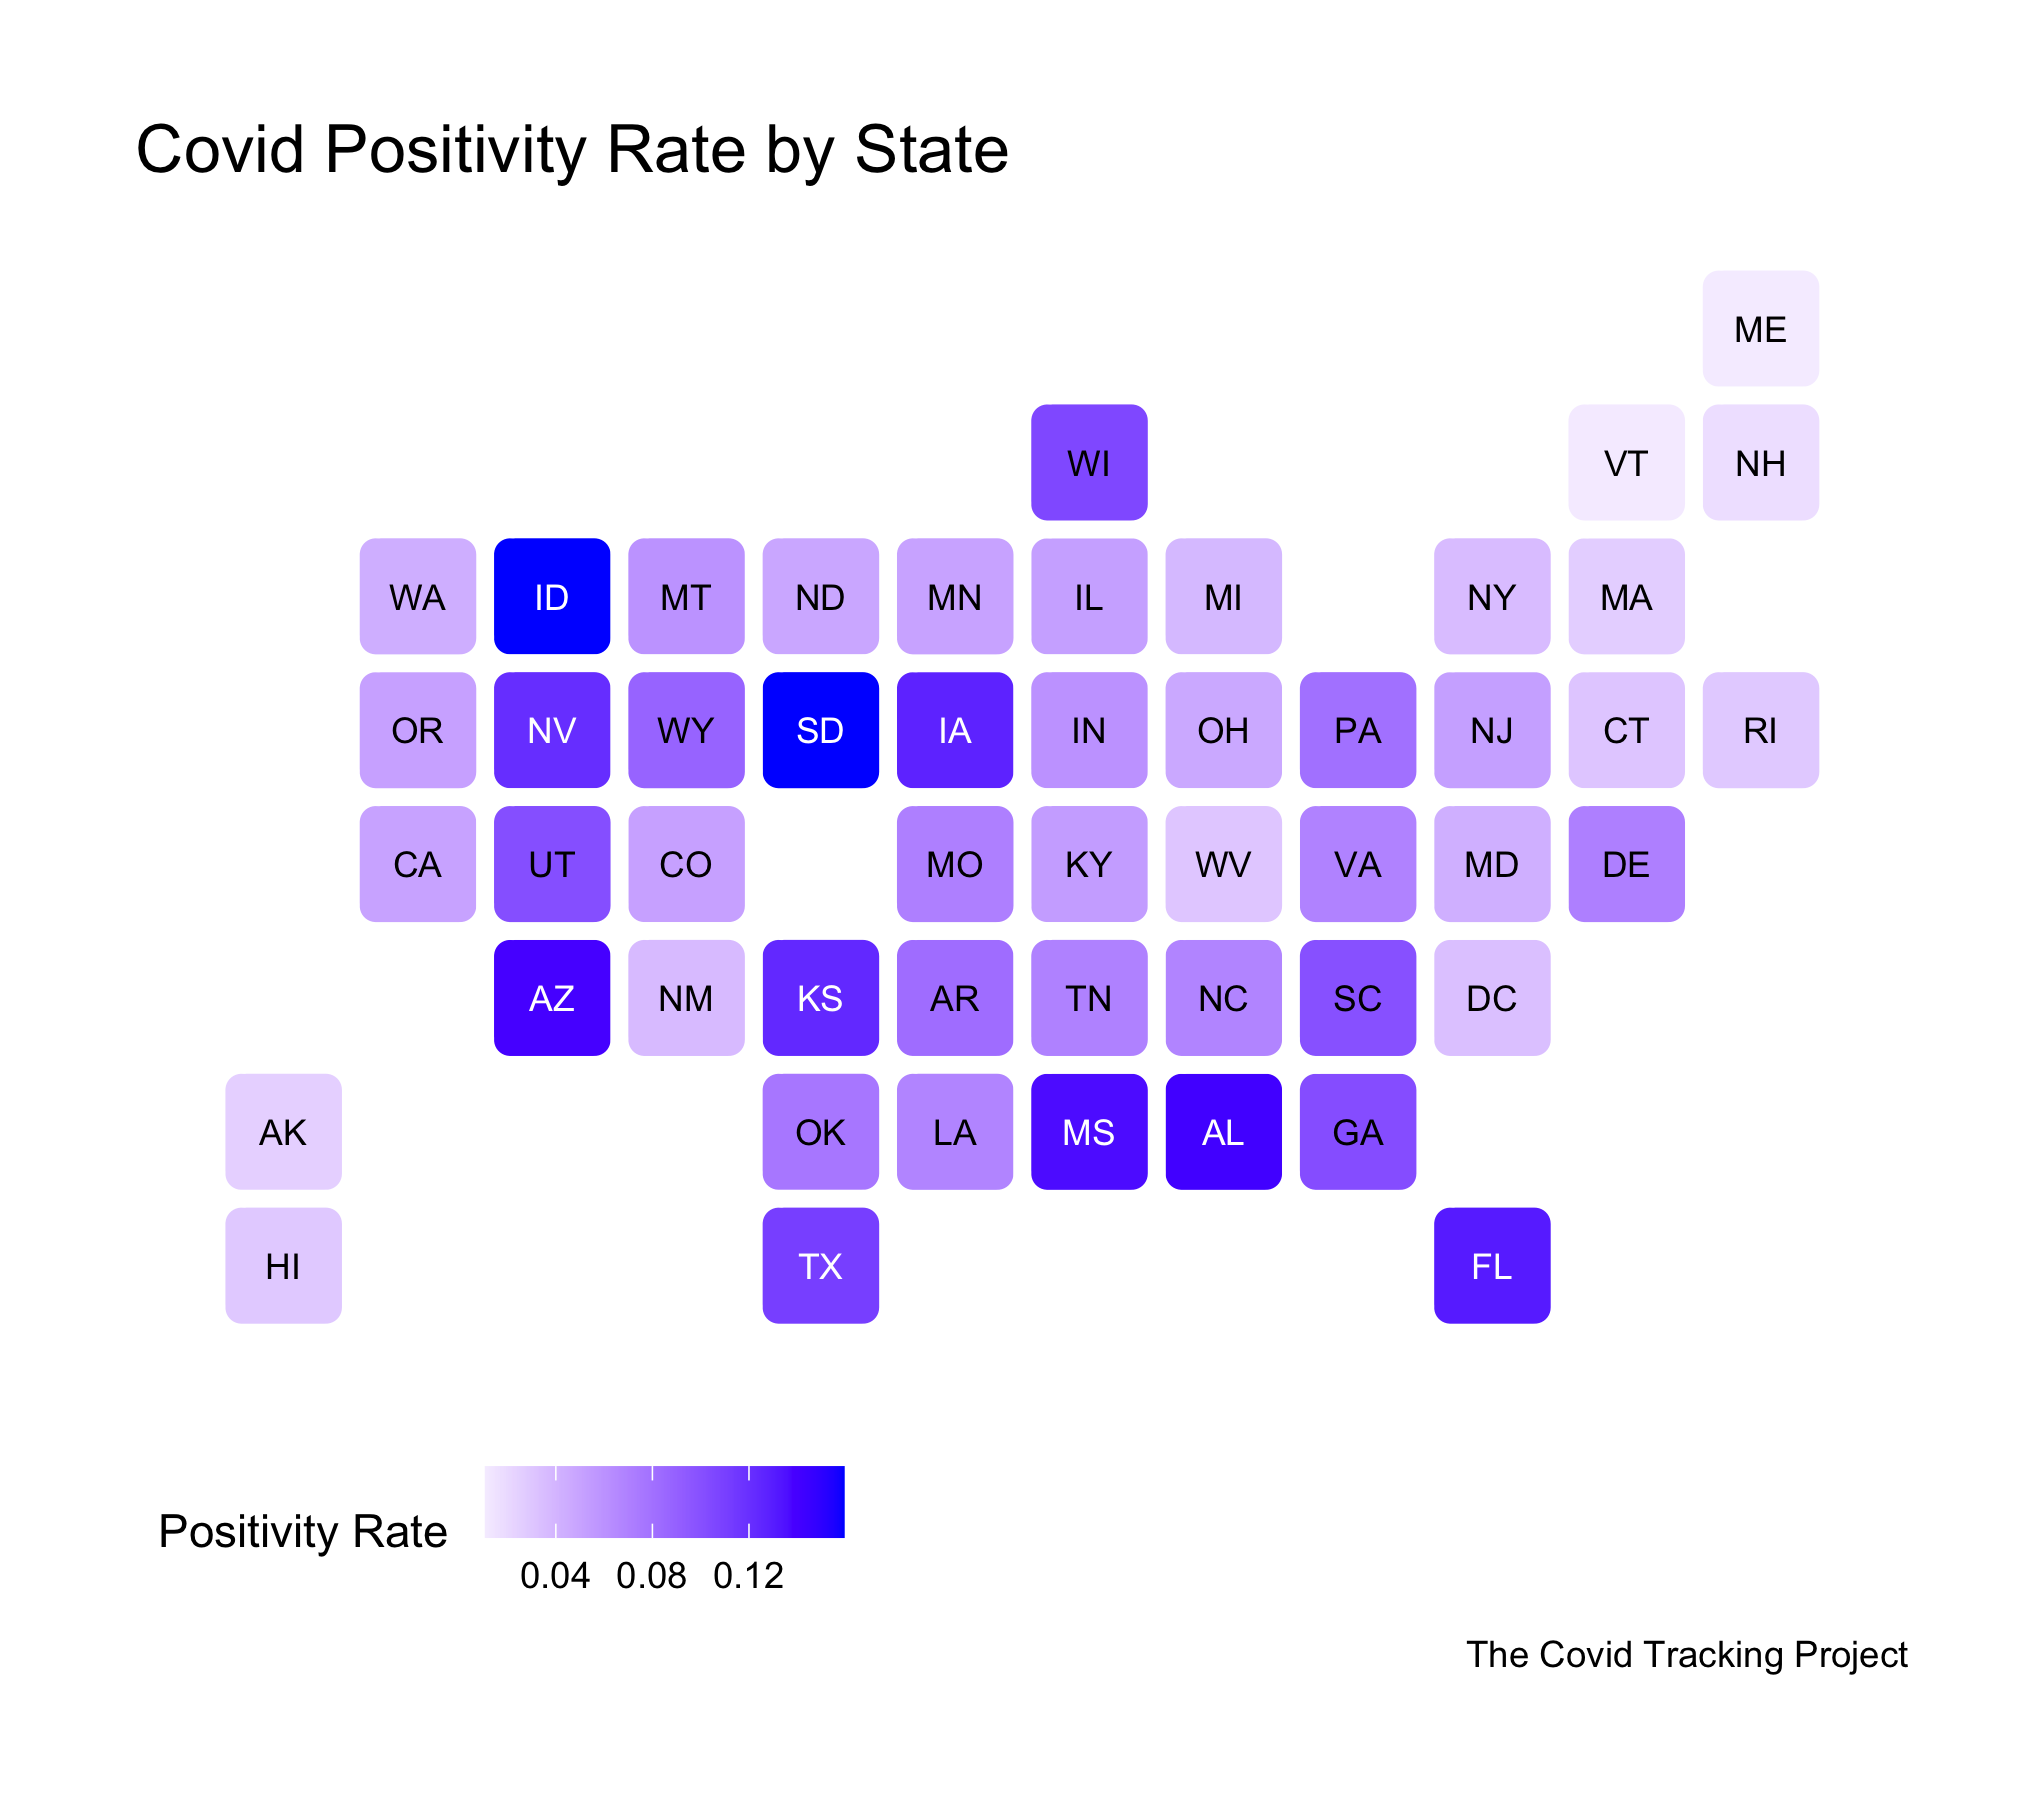 Covid Positivity Rate by State
ME
WI VT NH
WA ID MT ND MN IL MI NY MA
OR NV WY SD IA IN OH PA NJ CT RI
CA UT CO MO KY WV VA MD DE
AZ NM KS AR TN NC SC DC
AK OK LA MS AL GA
HI TX FL
Positivity Rate
0.04 0.08 0.12
The Covid Tracking Project